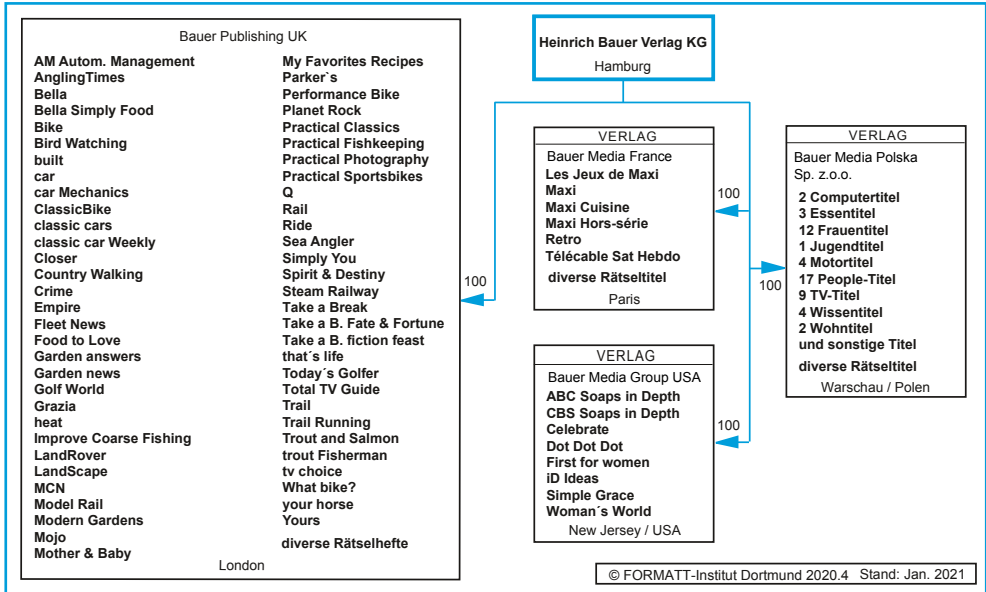 Bauer Publishing UK
AM Autom. Management
AnglingTimes
Bella
Bella Simply Food
Bike
Bird Watching
built
car
car Mechanics
ClassicBike
classic cars
classic car Weekly
Closer
Country Walking
Crime
Empire
Fleet News
Food to Love
Garden answers
Garden news
Golf World
Grazia
heat
Improve Coarse Fishing
LandRover
LandScape
MCN
Model Rail
Modern Gardens
Mojo
Mother & Baby
My Favorites Recipes
Parker`s
Performance Bike
Planet Rock
Practical Classics
Practical Fishkeeping
Practical Photography
Practical Sportsbikes
Q
Rail
Ride
Sea Angler
Simply You
Spirit & Destiny
Steam Railway
Take a Break
Take a B. Fate & Fortune
Take a B. fiction feast
that´s life
Today´s Golfer
Total TV Guide
Trail
Trail Running
Trout and Salmon
trout Fisherman
tv choice
What bike?
your horse
Yours
diverse Rätselhefte
London
100
Heinrich Bauer Verlag KG
Hamburg
VERLAG
Bauer Media France
Les Jeux de Maxi
Maxi
Maxi Cuisine
Maxi Hors-série
Retro
Télécable Sat Hebdo
diverse Rätseltitel
Paris
100
VERLAG
Bauer Media Group USA
ABC Soaps in Depth
CBS Soaps in Depth
Celebrate
Dot Dot Dot
First for women
iD Ideas
Simple Grace
Woman´s World
New Jersey / USA
100
VERLAG
Bauer Media Polska
Sp. z.o.o.
2 Computertitel
3 Essentitel
12 Frauentitel
1 Jugendtitel
4 Motortitel
17 People-Titel
9 TV-Titel
4 Wissentitel
2 Wohntitel
und sonstige Titel
diverse Rätseltitel
Warschau / Polen
100
© FORMATT-Institut Dortmund 2020.4 Stand: Jan. 2021